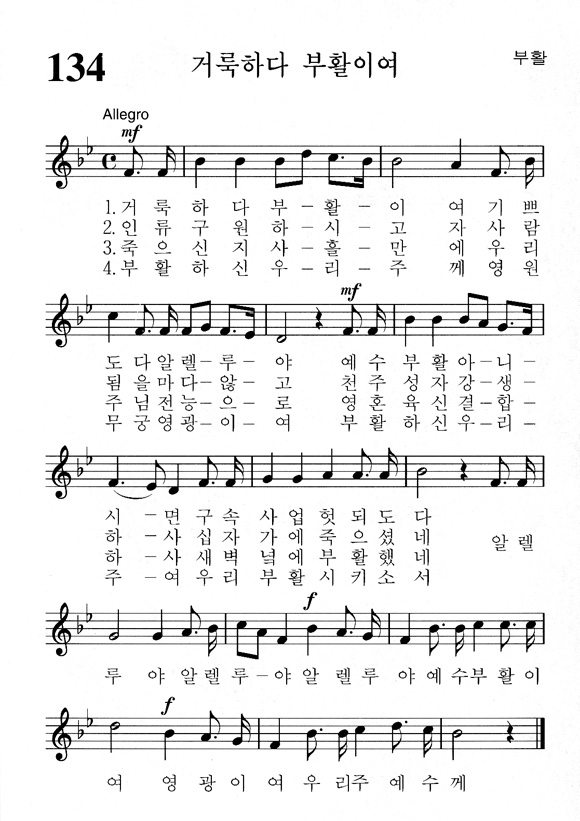 134 거룩하다 부활이여 부활
Allegro
mf
1. 거 룩 하 다 부 - 활 - 이 여 기 쁘
2. 인 류 구 원 하 - 시 - 고 자 사 람
3. 죽 으 신 지 사 - 흘 - 만 에 우 리
4. 부 활 하 신 우 - 리 - 주 께 영 원
mf
도 다 알 렐 - 루 - 야 예 수 부 활 아 - 니 -
됨 을 마 다 - 않 - 고 천 주 성 자 강 - 생 -
주 님 전 능 - 으 - 로 영 혼 육 신 결 - 합 -
무 궁 영 광 - 이 - 여 부 활 하 신 우 리 -
시 - 면 구 속 사 업 헛 되 도 다
하 - 사 십 자 가 에 죽 으 셨 네 알 렐
하 - 사 새 벽 녘 에 부 활 했 네
주 - 여 우 리 부 활 시 키 소 서
f
루 야 알 렐 루 - 야 알 렐 루 야 예 수 부 활 이
f
여 영 광 이 여 우 리 주 예 수 께